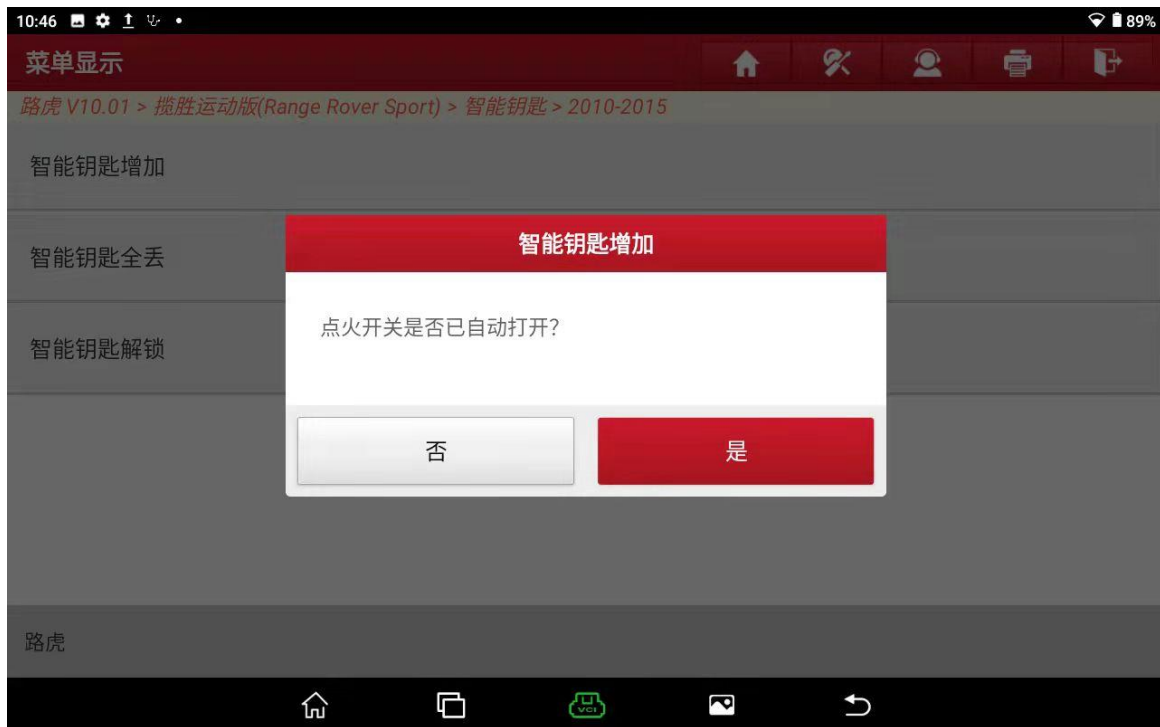 10:46
89%
菜单显示
路虎 V10.01 > 揽胜运动版(Range Rover Sport) > 智能钥匙 > 2010-2015
智能钥匙增加
智能钥匙全丢
智能钥匙解锁
智能钥匙增加
点火开关是否已自动打开?
否
是
路虎
VCI